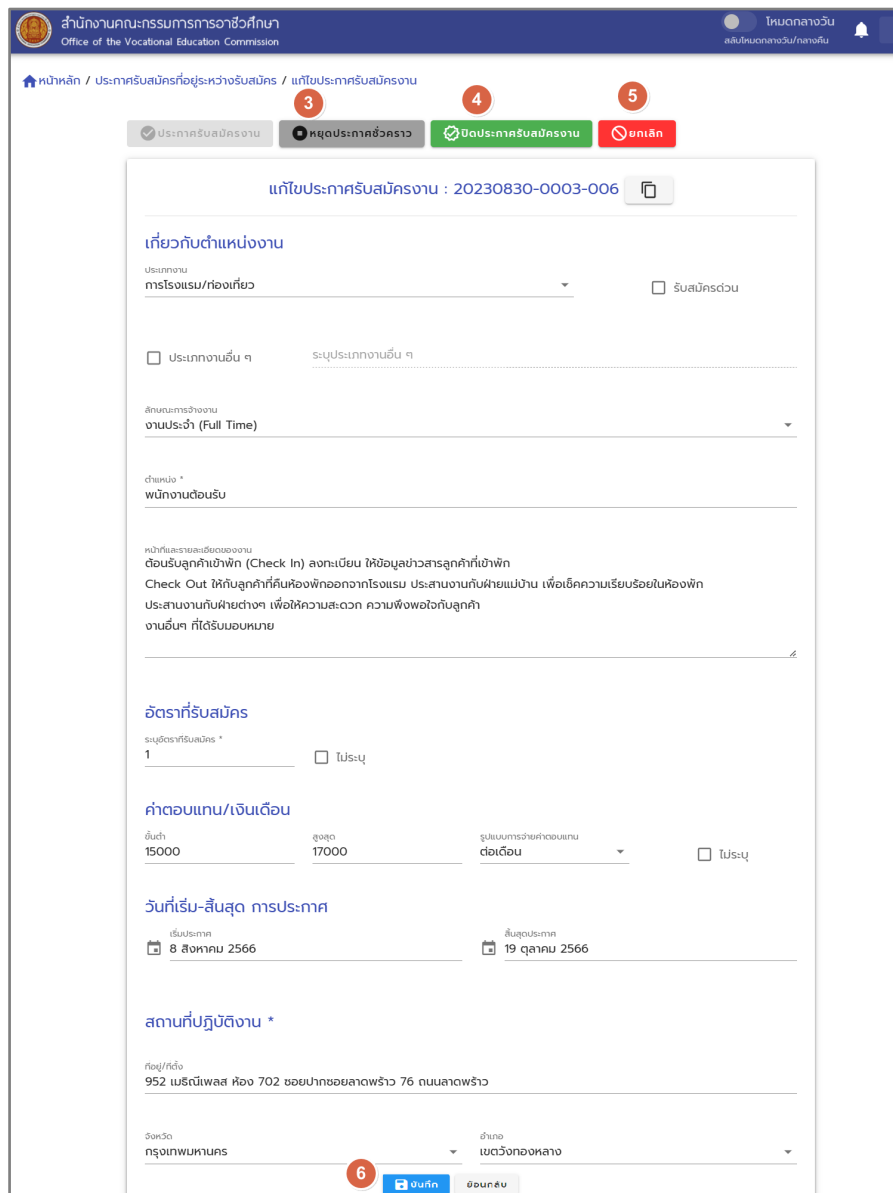 สำนักงานคณะกรรมการการอาชีวศึกษา
Office of the Vocational Education Commission
โหมดกลางวัน
สลับโหมดกลางวัน/กลางคืน
หน้าหลัก / ประกาศรับสมัครที่อยู่ระหว่างรับสมัคร / แก้ไขประกาศรับสมัครงาน
3 4 5
ประกาศรับสมัครงาน หยุดประกาศชั่วคราว ปิดประกาศรับสมัครงาน ยกเลิก
แก้ไขประกาศรับสมัครงาน : 20230830-0003-006
เกี่ยวกับตำแหน่งงาน
ประเภทงาน
การโรงแรม/ท่องเที่ยว รับสมัครด่วน
ประเภทงานอื่น ๆ ระบุประเภทงานอื่น ๆ
ลักษณะการจ้างงาน
งานประจำ (Full Time)
ตำแหน่ง *
พนักงานต้อนรับ
หน้าที่และรายละเอียดของงาน
ต้อนรับลูกค้าเข้าพัก (Check In) ลงทะเบียน ให้ข้อมูลข่าวสารลูกค้าที่เข้าพัก
Check Out ให้กับลูกค้าที่คืนห้องพักออกจากโรงแรม ประสานงานกับฝ่ายแม่บ้าน เพื่อเช็คความเรียบร้อยในห้องพัก
ประสานงานกับฝ่ายต่างๆ เพื่อให้ความสะดวก ความพึงพอใจกับลูกค้า
งานอื่นๆ ที่ได้รับมอบหมาย
อัตราที่รับสมัคร
ระบุอัตราที่รับสมัคร *
1 ไม่ระบุ
ค่าตอบแทน/เงินเดือน
ขั้นต่ำ สูงสุด รูปแบบการจ่ายค่าตอบแทน
15000 17000 ต่อเดือน ไม่ระบุ
วันที่เริ่ม-สิ้นสุด การประกาศ
เริ่มประกาศ สิ้นสุดประกาศ
8 สิงหาคม 2566 19 ตุลาคม 2566
สถานที่ปฏิบัติงาน *
ที่อยู่/ที่ตั้ง
952 เมธิณีเพลส ห้อง 702 ซอยปากซอยลาดพร้าว 76 ถนนลาดพร้าว
จังหวัด อำเภอ
กรุงเทพมหานคร เขตวังทองหลาง
6 บันทึก ย้อนกลับ